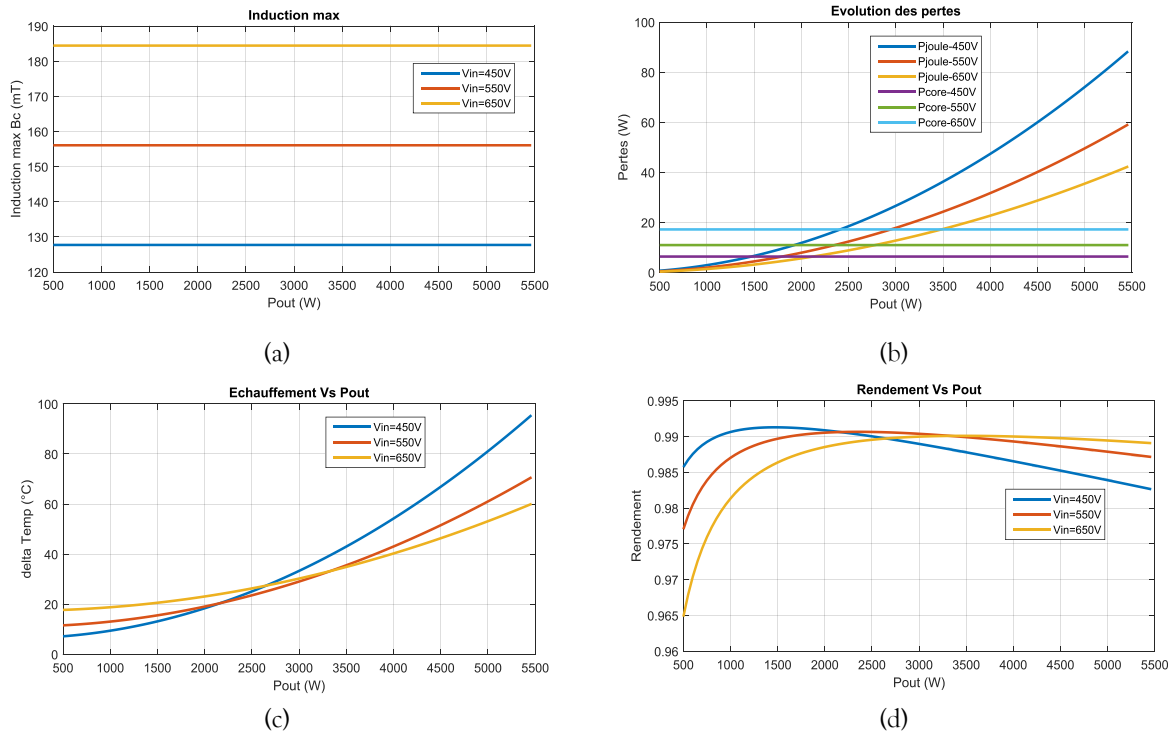 Induction max
190
180
170
160
150
140
130
120
Induction max Bc (mT)
Vin=450V
Vin=550V
Vin=650V
500 1000 1500 2000 2500 3000 3500 4000 4500 5000 5500
Pout (W)
(a)
Evolution des pertes
100
80
60
40
20
0
Pertes (W)
Pjoule-450V
Pjoule-550V
Pjoule-650V
Pcore-450V
Pcore-550V
Pcore-650V
500 1000 1500 2000 2500 3000 3500 4000 4500 5000 5500
Pout (W)
(b)
Echauffement Vs Pout
100
80
60
40
20
0
delta Temp (°C)
Vin=450V
Vin=550V
Vin=650V
500 1000 1500 2000 2500 3000 3500 4000 4500 5000 5500
Pout (W)
(c)
Rendement Vs Pout
0.995
0.99
0.985
0.98
0.975
0.97
0.965
0.96
Rendement
Vin=450V
Vin=550V
Vin=650V
500 1000 1500 2000 2500 3000 3500 4000 4500 5000 5500
Pout (W)
(d)